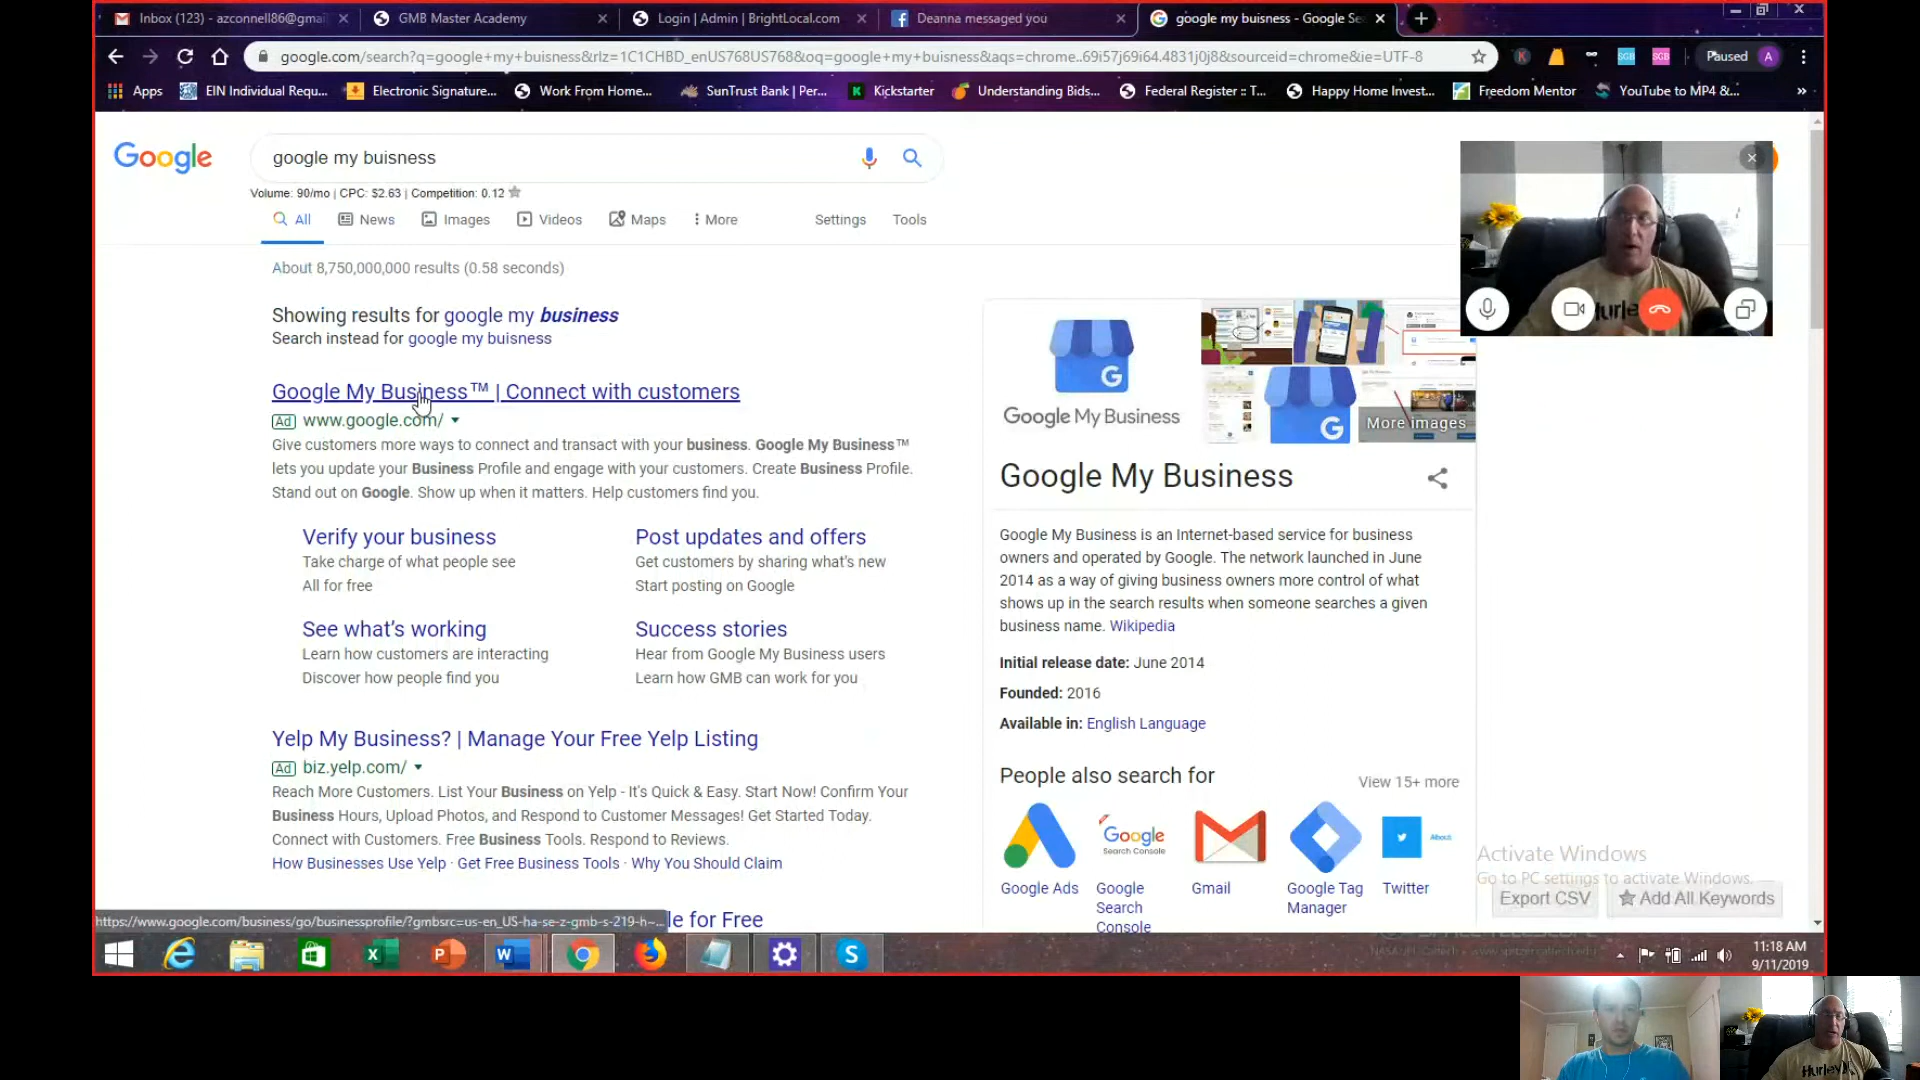 Inbox (123) - azconnell86@gmai
GMB Master Academy
Login | Admin | BrightLocal.com
Deanna messaged you
google my buisness - Google Se
google.com/search?q=google+my+buisness&rlz=1C1CHBD_enUS768US768&oq=google+my+buisness&aqs=chrome..69i57j69i64.4831j0j8&sourceid=chrome&ie=UTF-8
Paused
A
Apps
EIN Individual Requ...
Electronic Signature...
Work From Home...
SunTrust Bank | Per...
Kickstarter
Understanding Bids...
Federal Register :: T...
Happy Home Invest...
Freedom Mentor
YouTube to MP4 &...
Google
google my buisness
Volume: 90/mo | CPC: $2.63 | Competition: 0.12
All
News
Images
Videos
Maps
More
Settings
Tools
About 8,750,000,000 results (0.58 seconds)
Showing results for google my business
Search instead for google my buisness
Google My Business™ | Connect with customers
Ad www.google.com/
Give customers more ways to connect and transact with your business. Google My Business™
lets you update your Business Profile and engage with your customers. Create Business Profile.
Stand out on Google. Show up when it matters. Help customers find you.
Verify your business
Take charge of what people see
All for free
Post updates and offers
Get customers by sharing what's new
Start posting on Google
See what's working
Learn how customers are interacting
Discover how people find you
Success stories
Hear from Google My Business users
Learn how GMB can work for you
Yelp My Business? | Manage Your Free Yelp Listing
Ad biz.yelp.com/
Reach More Customers. List Your Business on Yelp - It's Quick & Easy. Start Now! Confirm Your
Business Hours, Upload Photos, and Respond to Customer Messages! Get Started Today.
Connect with Customers. Free Business Tools. Respond to Reviews.
How Businesses Use Yelp · Get Free Business Tools · Why You Should Claim
le for Free
https://www.google.com/business/go/businessprofile/?gmbsrc=us-en_US-ha-se-z-gmb-s-219-h~...
G
Google My Business
G
More images
Google My Business
Google My Business is an Internet-based service for business
owners and operated by Google. The network launched in June
2014 as a way of giving business owners more control of what
shows up in the search results when someone searches a given
business name. Wikipedia
Initial release date: June 2014
Founded: 2016
Available in: English Language
People also search for
View 15+ more
Google
Search Console
About
Google Ads
Google
Search
Console
Gmail
Google Tag
Manager
Twitter
Activate Windows
Go to PC settings to activate Windows.
Export CSV
Add All Keywords
11:18 AM
9/11/2019
Hurley